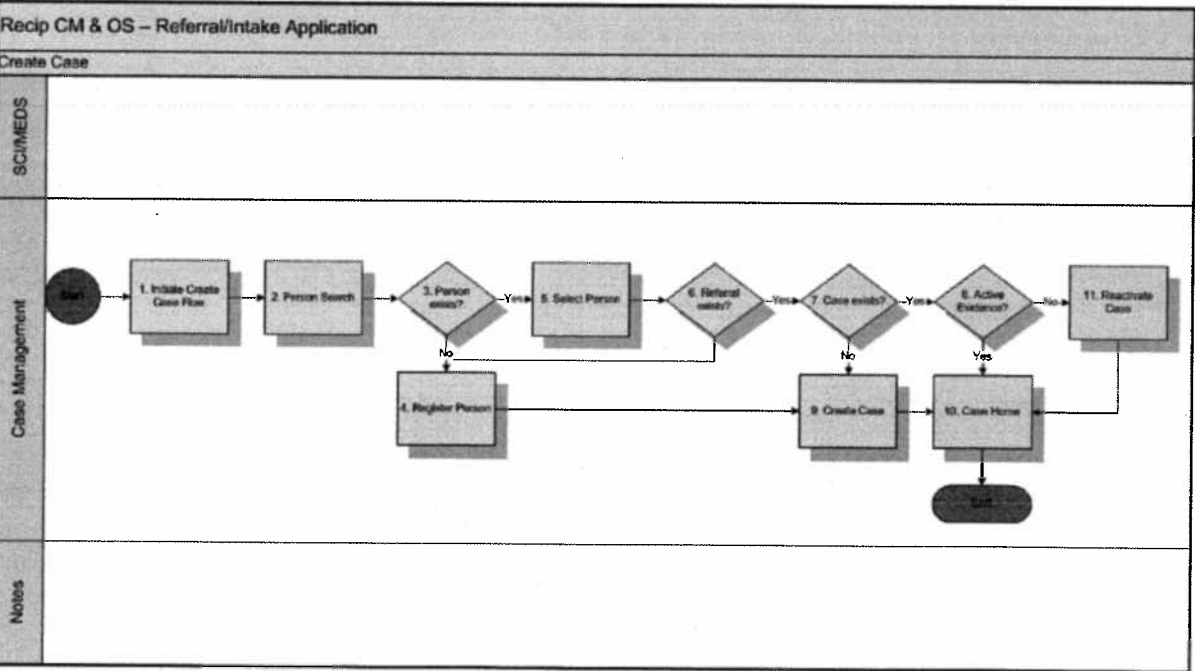 Recip CM & OS – Referral/Intake Application
Create Case
SCI/MEDS
Case Management
Notes
Start
1. Initiate Create
Case Flow
2. Person Search
3. Person
exists?
Yes
5. Select Person
6. Referral
exists?
Yes
7. Case exists?
Yes
8. Active
Evidence?
No
11. Reactivate
Case
No
No
Yes
4. Register Person
9. Create Case
10. Case Home
End